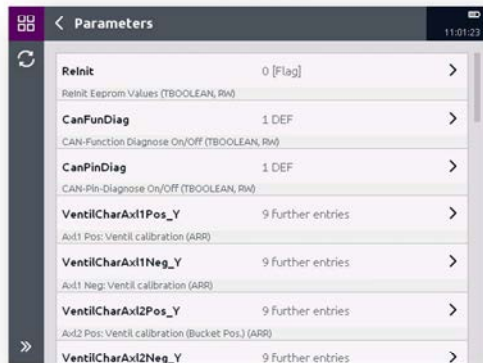 Parameters
11:01:23
ReInit 0 [Flag]
ReInit Eeprom Values (TBOOLEAN, RW)
CanFunDiag 1 DEF
CAN-Function Diagnose On/Off (TBOOLEAN, RW)
CanPinDiag 1 DEF
CAN-Pin-Diagnose On/Off (TBOOLEAN, RW)
VentilCharAxl1Pos_Y 9 further entries
Axl1 Pos: Ventil calibration (ARR)
VentilCharAxl1Neg_Y 9 further entries
Axl1 Neg: Ventil calibration (ARR)
VentilCharAxl2Pos_Y 9 further entries
Axl2 Pos: Ventil calibration (Bucket Pos.) (ARR)
VentilCharAxl2Neg_Y 9 further entries